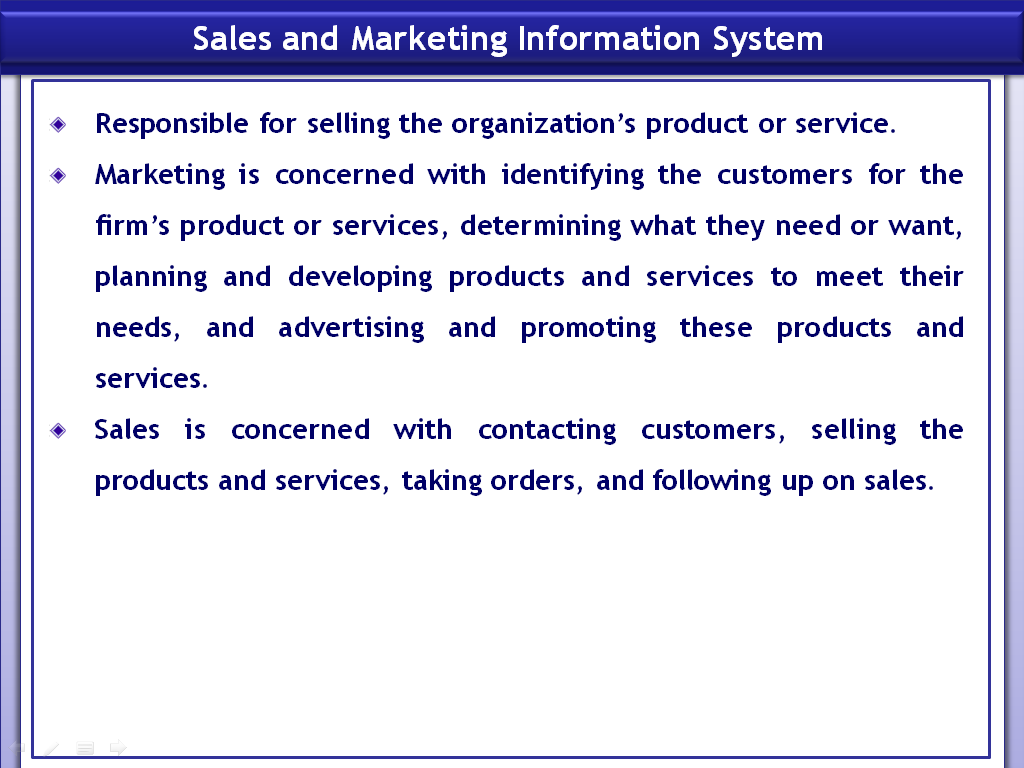 Sales and Marketing Information System
Responsible for selling the organization’s product or service.
Marketing is concerned with identifying the customers for the
firm’s product or services, determining what they need or want,
planning and developing products and services to meet their
needs, and advertising and promoting these products and
services.
Sales is concerned with contacting customers, selling the
products and services, taking orders, and following up on sales.